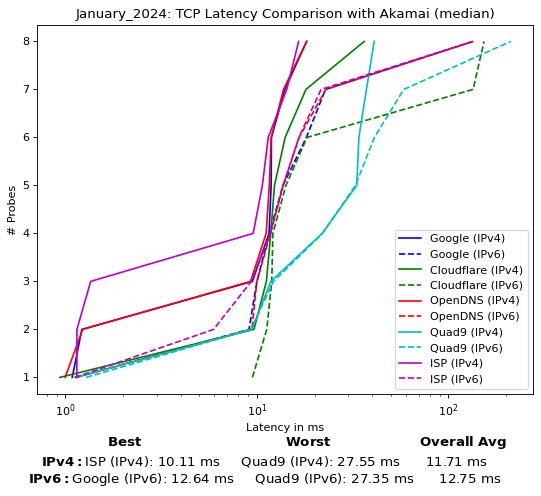 January_2024: TCP Latency Comparison with Akamai (median)
8
7
6
5
4
3
2
1
# Probes
Google (IPv4)
Google (IPv6)
Cloudflare (IPv4)
Cloudflare (IPv6)
OpenDNS (IPv4)
OpenDNS (IPv6)
Quad9 (IPv4)
Quad9 (IPv6)
ISP (IPv4)
ISP (IPv6)
10⁰ 10¹ 10²
Latency in ms
Best Worst Overall Avg
IPv4: ISP (IPv4): 10.11 ms Quad9 (IPv4): 27.55 ms 11.71 ms
IPv6: Google (IPv6): 12.64 ms Quad9 (IPv6): 27.35 ms 12.75 ms